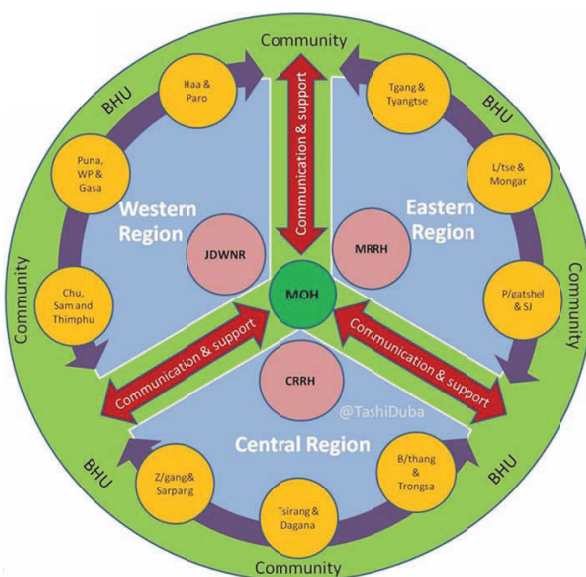 Community
BHU
BHU
Haa &
Paro
Tgang &
Tyangtse
Communication & support
Puna,
WP &
Gasa
L/tse &
Mongar
Western
Region
Eastern
Region
JDWNR
MRRH
Community
Community
MOH
Chu,
Sam and
Thimphu
P/gatshel
& SJ
Communication & support
Communication & support
CRRH
@TashiDuba
Central Region
BHU
BHU
Z/gang&
Sarparg
B/thang
&
Trongsa
Tsirang &
Dagana
Community